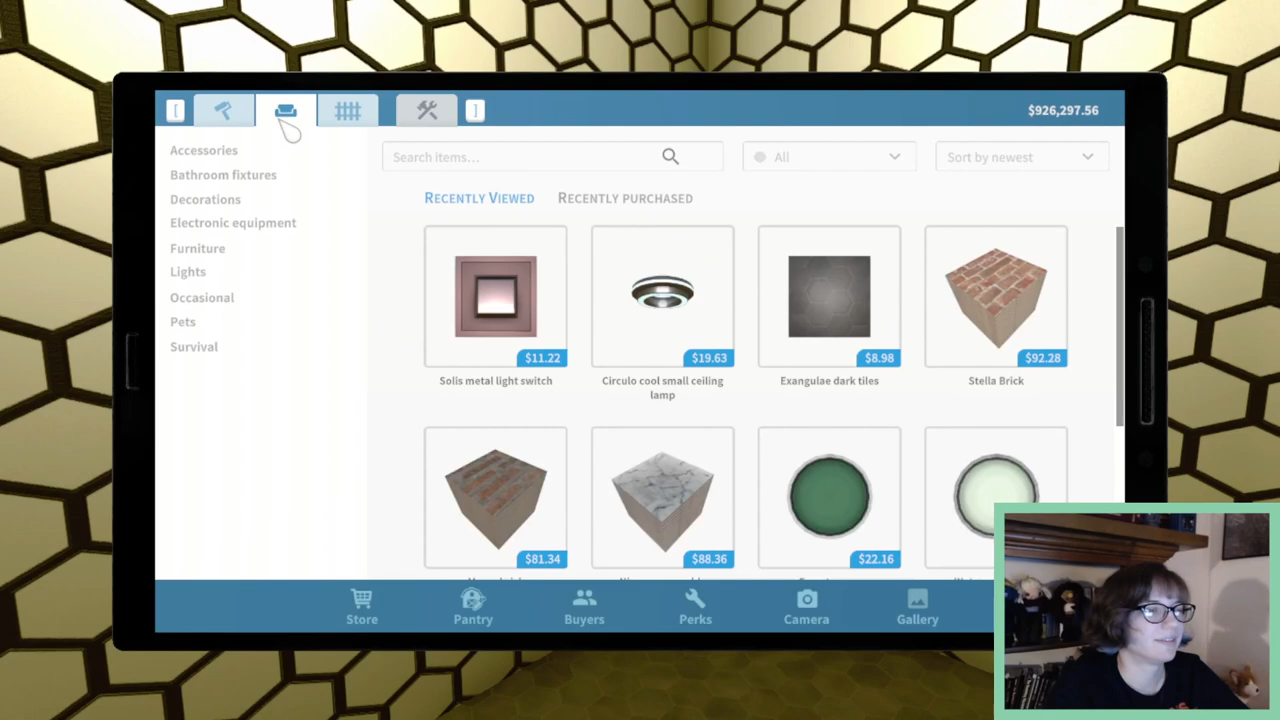 [
]
$926,297.56
Accessories
Bathroom fixtures
Decorations
Electronic equipment
Furniture
Lights
Occasional
Pets
Survival
Search items...
All
Sort by newest
RECENTLY VIEWED
RECENTLY PURCHASED
$11.22
$19.63
$8.98
$92.28
Solis metal light switch
Circulo cool small ceiling
lamp
Exangulae dark tiles
Stella Brick
$81.34
$88.36
$22.16
Store
Pantry
Buyers
Perks
Camera
Gallery